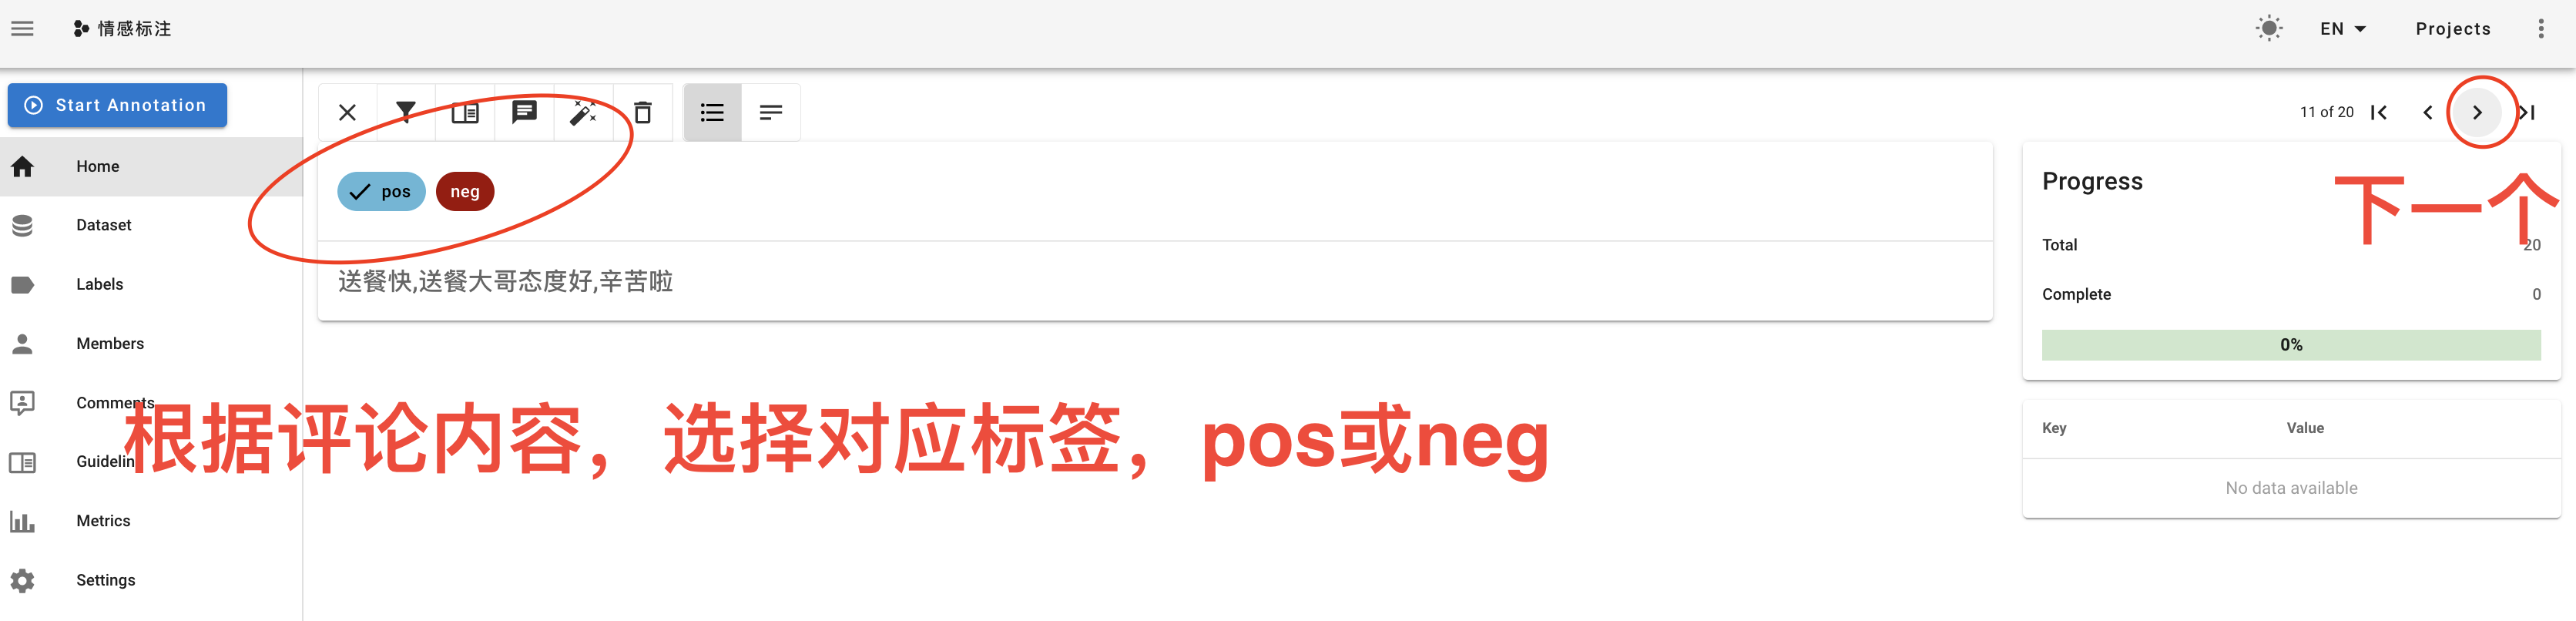 情感标注
EN
Projects
Start Annotation
11 of 20
Home
Dataset
Labels
Members
Comments
Guidelin
Metrics
Settings
pos
neg
送餐快,送餐大哥态度好,辛苦啦
根据评论内容，选择对应标签，pos或neg
Progress
下一个
Total
20
Complete
0
0%
Key
Value
No data available